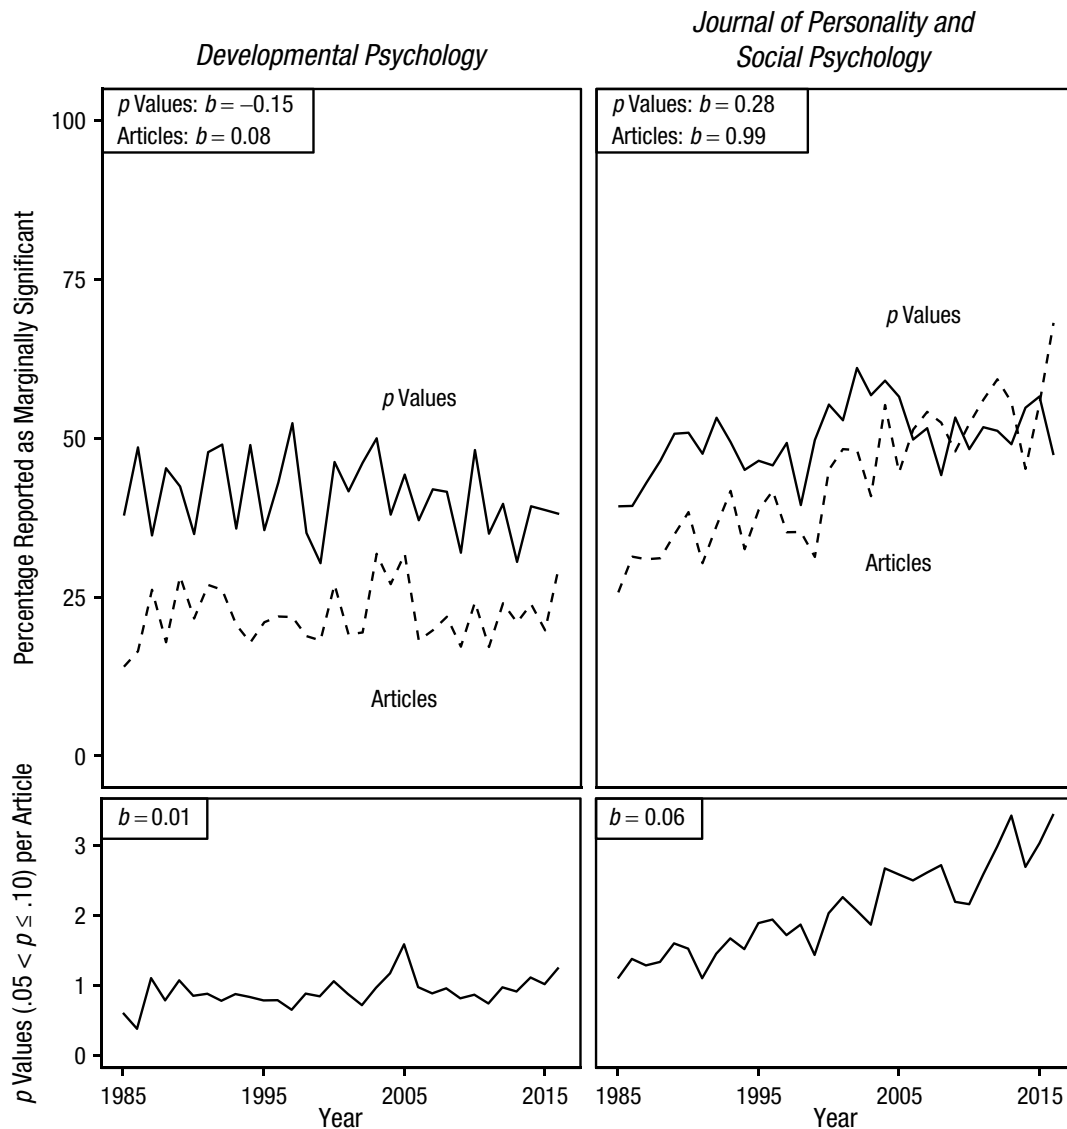 Developmental Psychology
Journal of Personality and
Social Psychology
p Values: b = −0.15
Articles: b = 0.08
p Values: b = 0.28
Articles: b = 0.99
Percentage Reported as Marginally Significant
100
75
50
25
0
p Values
Articles
p Values
Articles
p Values (.05 < p ≤ .10) per Article
b = 0.01
b = 0.06
3
2
1
0
1985
1995
2005
2015
1985
1995
2005
2015
Year
Year